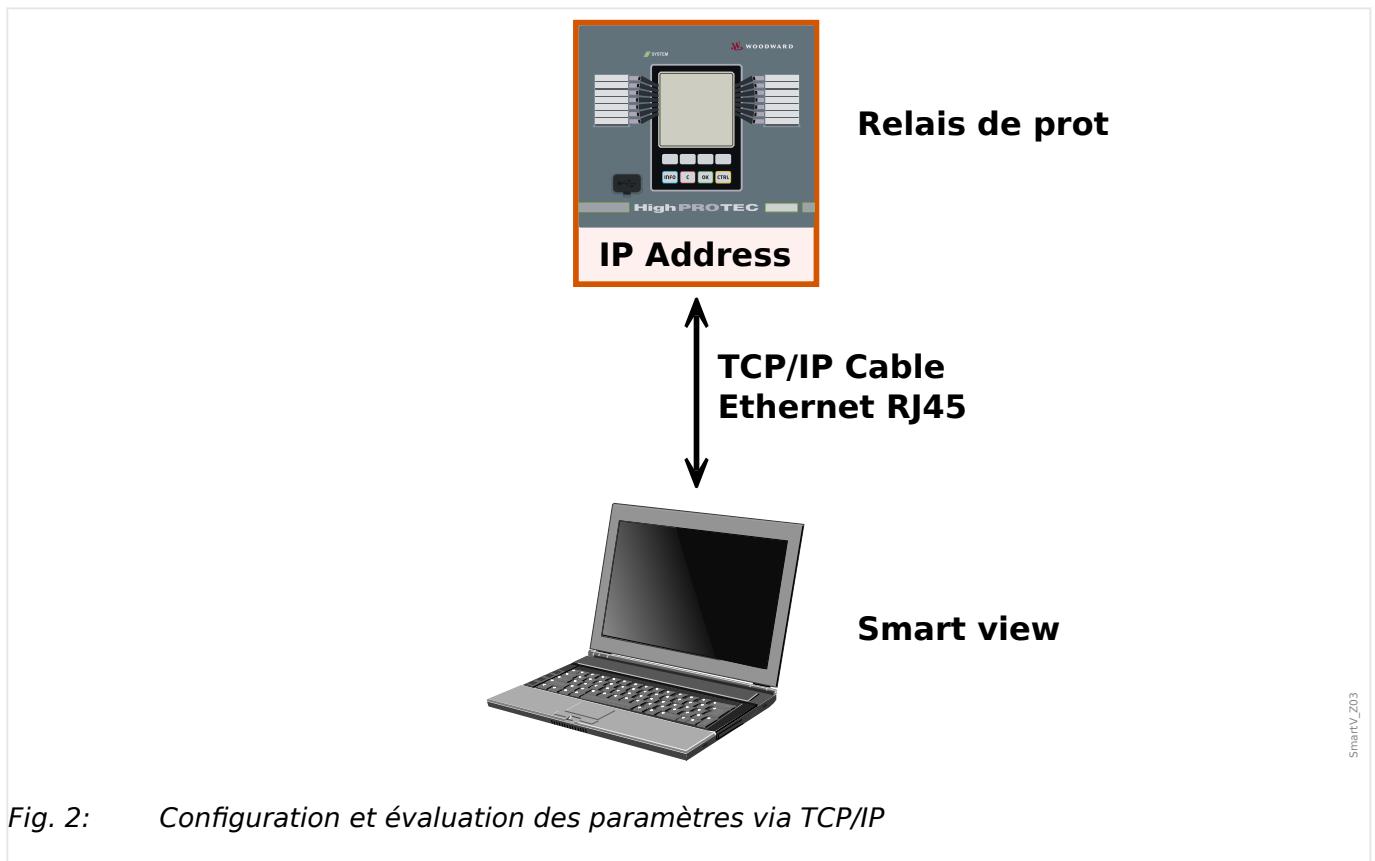 SYSTEM
WOODWARD
INFO C OK CTRL
HighPROTEC
IP Address
Relais de prot
TCP/IP Cable
Ethernet RJ45
Smart view
SmartV_Z03
Fig. 2: Configuration et évaluation des paramètres via TCP/IP